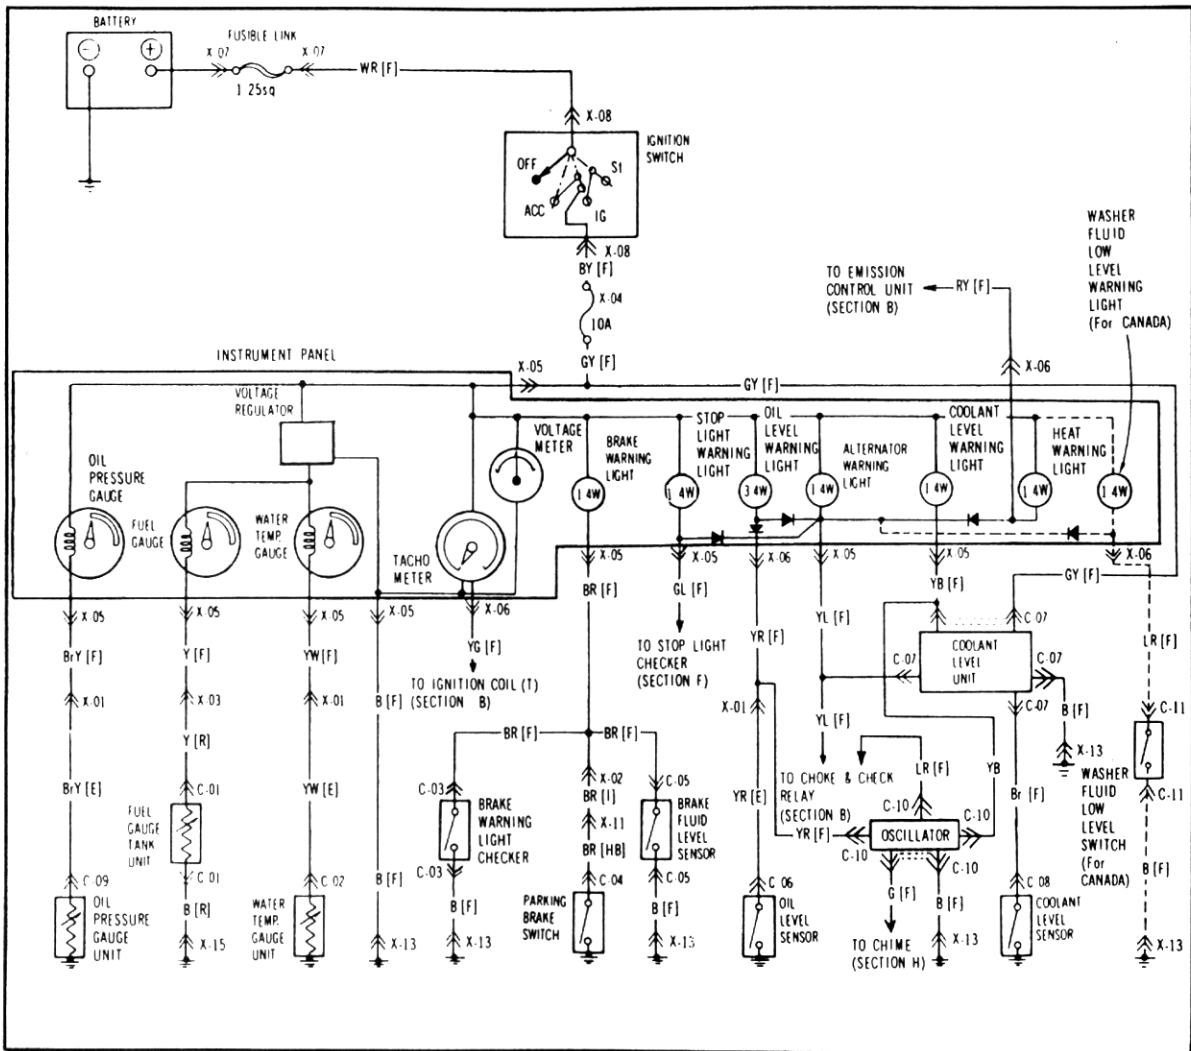 BATTERY
FUSIBLE LINK
X-07
X-07
1.25sq
WR [F]
X-08
IGNITION
SWITCH
OFF
S1
ACC
IG
X-08
BY [F]
X-04
10A
GY [F]
WASHER
FLUID
LOW
LEVEL
WARNING
LIGHT
(For CANADA)
TO EMISSION
CONTROL UNIT
(SECTION B)
RY [F]
X-06
INSTRUMENT PANEL
X-05
GY [F]
VOLTAGE
REGULATOR
VOLTAGE
METER
BRAKE
WARNING
LIGHT
STOP
LIGHT
WARNING
LIGHT
OIL
LEVEL
WARNING
LIGHT
ALTERNATOR
WARNING
LIGHT
COOLANT
LEVEL
WARNING
LIGHT
HEAT
WARNING
LIGHT
1 4W
1 4W
3 4W
1 4W
1 4W
1 4W
1 4W
OIL
PRESSURE
GAUGE
FUEL
GAUGE
WATER
TEMP.
GAUGE
TACHO
METER
X-05
X-05
X-06
X-05
X-05
X-06
X-05
X-05
X-05
X-05
X-06
BR [F]
GL [F]
YR [F]
YL [F]
YB [F]
GY [F]
BrY [F]
Y [F]
YW [F]
B [F]
YG [F]
TO IGNITION COIL (T)
(SECTION B)
TO STOP LIGHT
CHECKER
(SECTION F)
C-07
COOLANT
LEVEL
UNIT
C-07
C-07
C-07
LR [F]
X-01
X-03
X-01
X-01
Y [R]
BR [F]
BR [F]
YL [F]
B [F]
X-13
C-11
C-11
WASHER
FLUID
LOW
LEVEL
SWITCH
(For
CANADA)
TO CHOKE & CHECK
RELAY
(SECTION B)
LR [F]
YB
Br [F]
BrY [E]
YW [E]
C-01
FUEL
GAUGE
TANK
UNIT
C-01
C-03
BRAKE
WARNING
LIGHT
CHECKER
C-03
X-02
BR [I]
X-11
BR [HB]
C-04
C-05
BRAKE
FLUID
LEVEL
SENSOR
C-05
YR [E]
YR [F]
C-10
C-10
OSCILLATOR
C-10
C-10
B [F]
C-09
OIL
PRESSURE
GAUGE
UNIT
B [R]
X-15
C-02
WATER
TEMP.
GAUGE
UNIT
B [F]
X-13
B [F]
X-13
PARKING
BRAKE
SWITCH
B [F]
X-13
C-06
OIL
LEVEL
SENSOR
G [F]
TO CHIME
(SECTION H)
B [F]
X-13
C-08
COOLANT
LEVEL
SENSOR
X-13